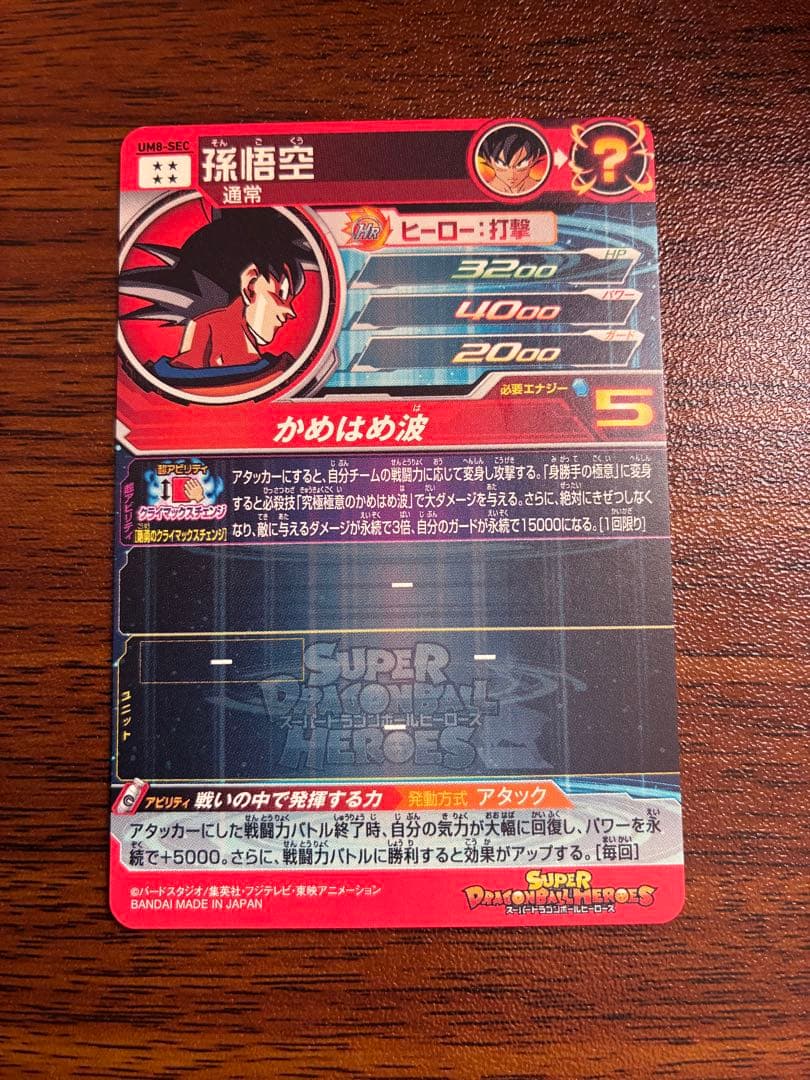 UM8-SEC
★★
★★
そんごくう
孫悟空
通常
?
HR ヒーロー:打撃
HP
3200
パワー
4000
ガード
2000
必要エナジー
5
かめはめ波
超アビリティ
超アビリティ
クライマックスチェンジ
アタッカーにすると、自分チームの戦闘力に応じて変身し攻撃する。「身勝手の極意」に変身
すると必殺技「究極極意のかめはめ波」で大ダメージを与える。さらに、絶対にきぜつしなく
なり、敵に与えるダメージが永続で3倍、自分のガードが永続で15000になる。[1回限り]
ー
ー
ー
ー
ユニット
SUPER
DRAGONBALL
スーパードラゴンボールヒーローズ
HEROES
アビリティ 戦いの中で発揮する力 発動方式 アタック
アタッカーにした戦闘力バトル終了時、自分の気力が大幅に回復し、パワーを永
続で+5000。さらに、戦闘力バトルに勝利すると効果がアップする。[毎回]
©バードスタジオ/集英社・フジテレビ・東映アニメーション
BANDAI MADE IN JAPAN
SUPER
DRAGONBALL HEROES
スーパードラゴンボールヒーローズ